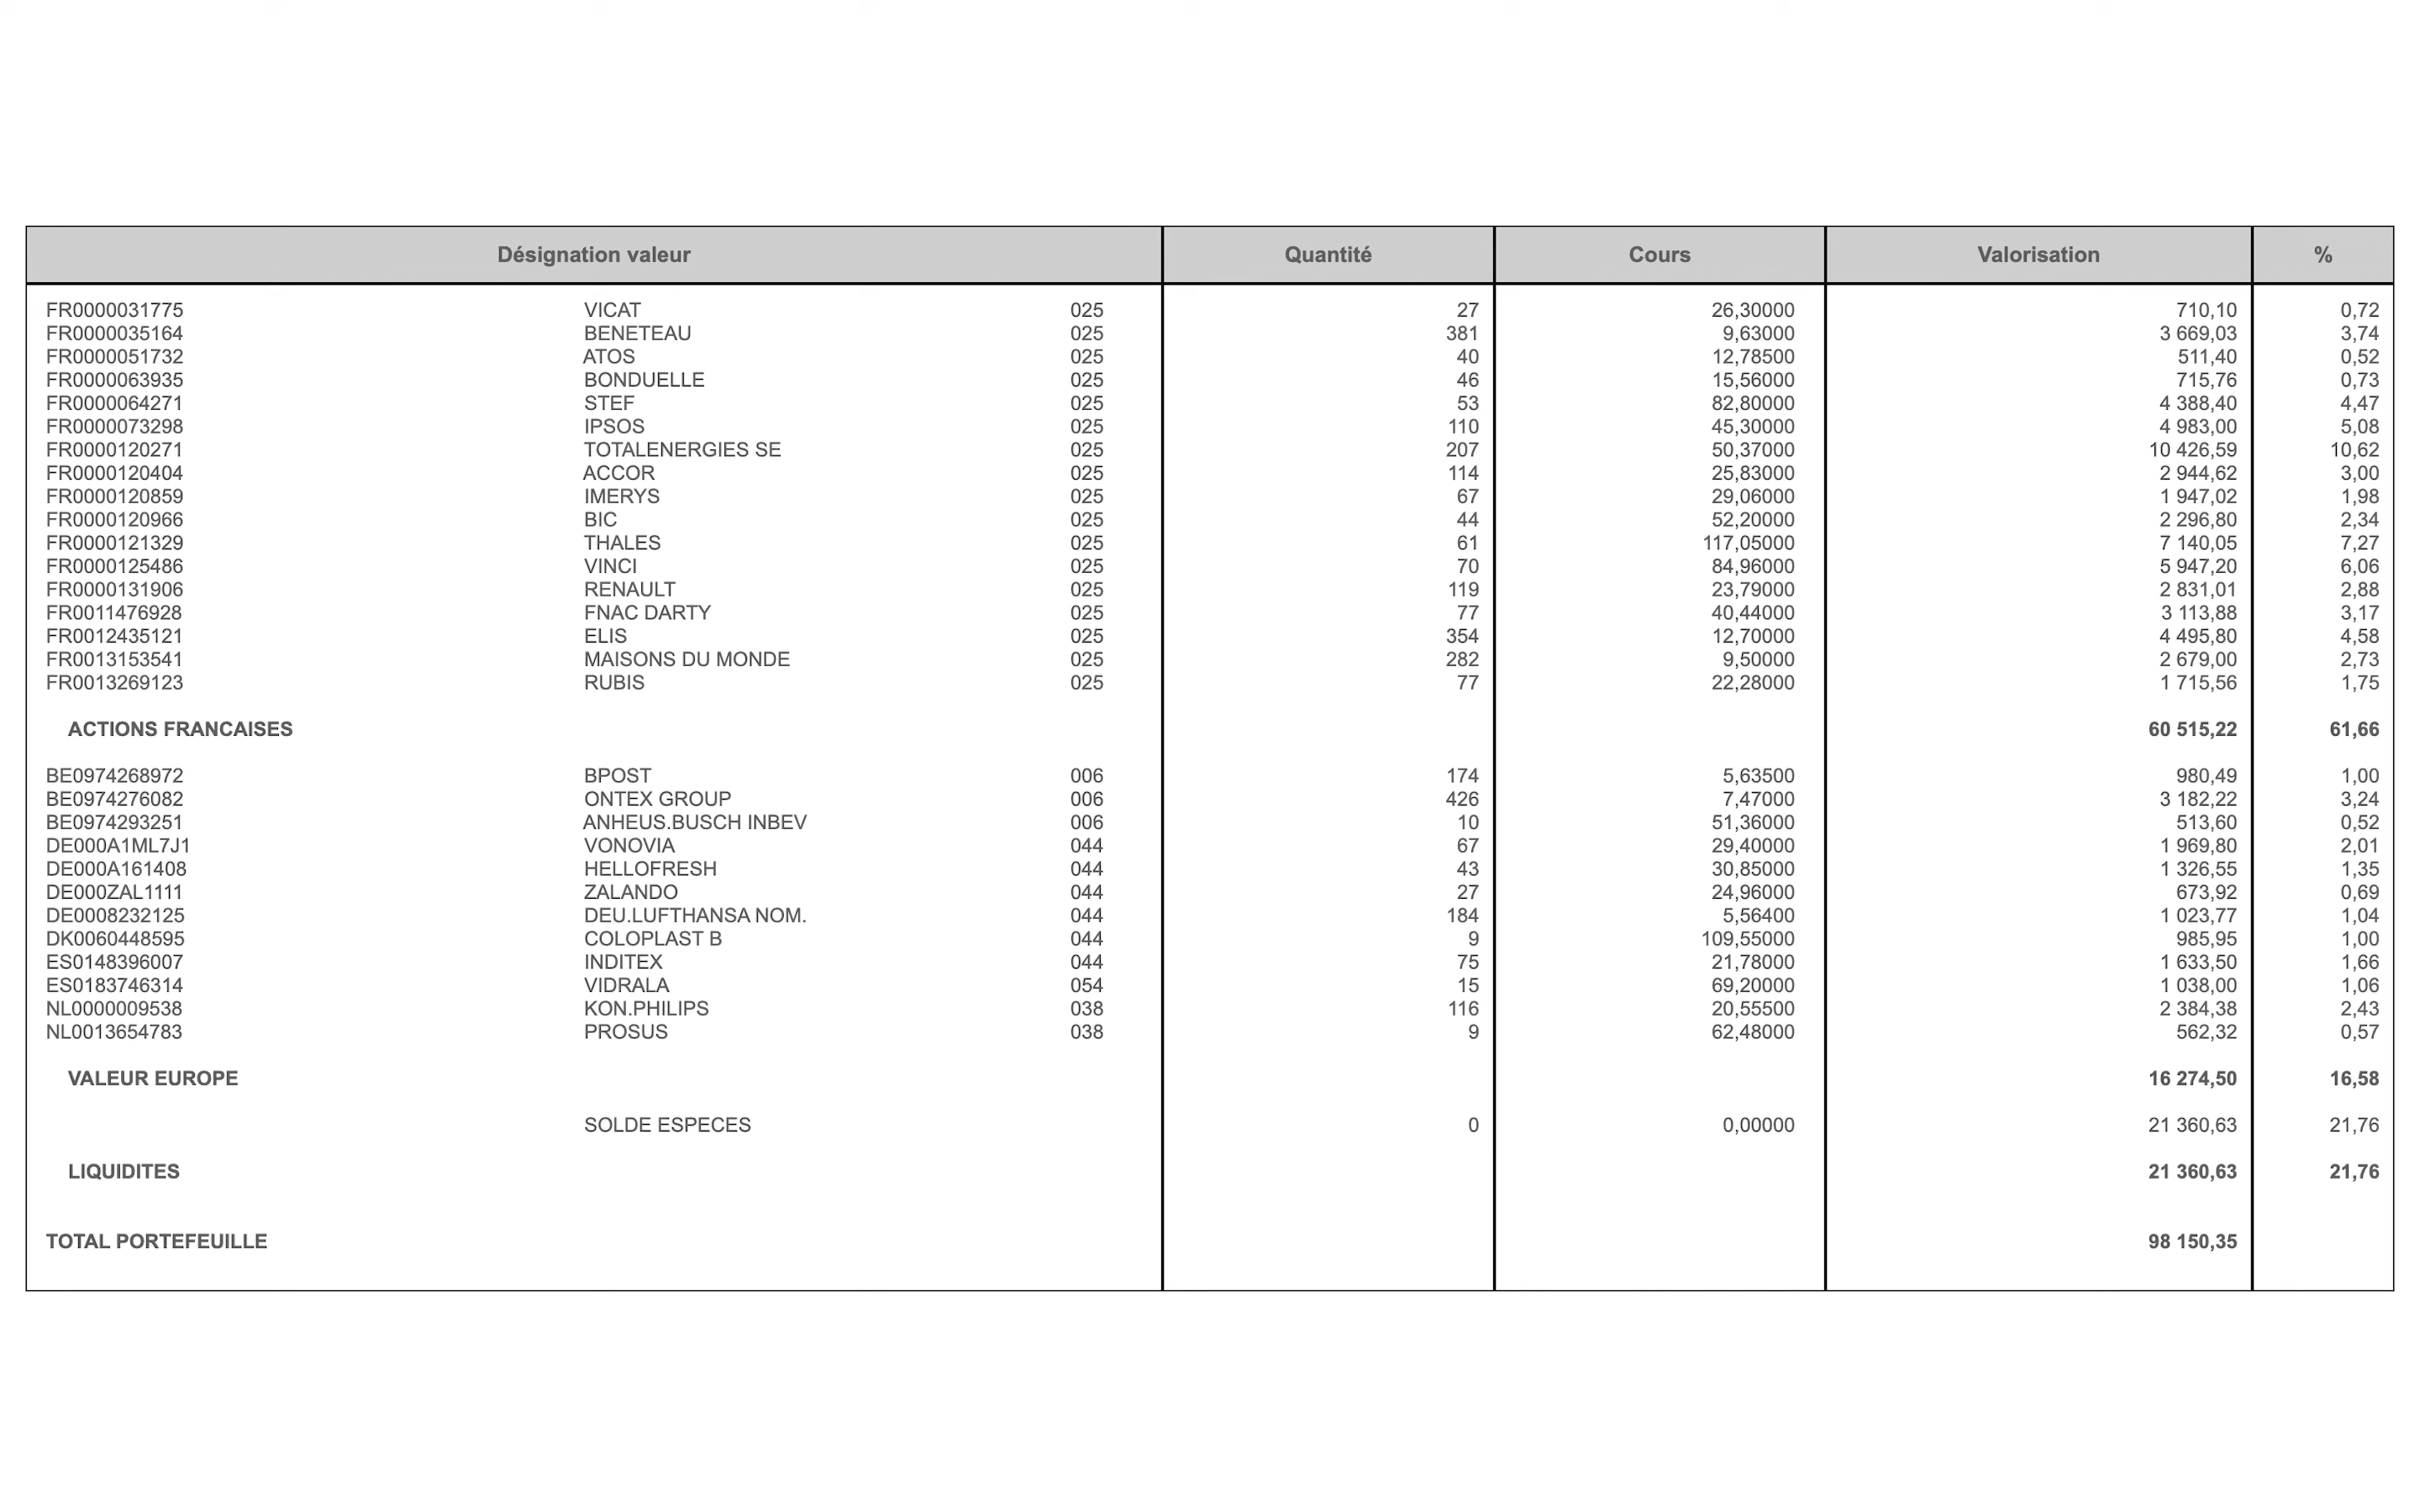 Désignation valeur Quantité Cours Valorisation %
FR0000031775 VICAT 025 27 26,30000 710,10 0,72
FR0000035164 BENETEAU 025 381 9,63000 3 669,03 3,74
FR0000051732 ATOS 025 40 12,78500 511,40 0,52
FR0000063935 BONDUELLE 025 46 15,56000 715,76 0,73
FR0000064271 STEF 025 53 82,80000 4 388,40 4,47
FR0000073298 IPSOS 025 110 45,30000 4 983,00 5,08
FR0000120271 TOTALENERGIES SE 025 207 50,37000 10 426,59 10,62
FR0000120404 ACCOR 025 114 25,83000 2 944,62 3,00
FR0000120859 IMERYS 025 67 29,06000 1 947,02 1,98
FR0000120966 BIC 025 44 52,20000 2 296,80 2,34
FR0000121329 THALES 025 61 117,05000 7 140,05 7,27
FR0000125486 VINCI 025 70 84,96000 5 947,20 6,06
FR0000131906 RENAULT 025 119 23,79000 2 831,01 2,88
FR0011476928 FNAC DARTY 025 77 40,44000 3 113,88 3,17
FR0012435121 ELIS 025 354 12,70000 4 495,80 4,58
FR0013153541 MAISONS DU MONDE 025 282 9,50000 2 679,00 2,73
FR0013269123 RUBIS 025 77 22,28000 1 715,56 1,75
ACTIONS FRANCAISES 60 515,22 61,66
BE0974268972 BPOST 006 174 5,63500 980,49 1,00
BE0974276082 ONTEX GROUP 006 426 7,47000 3 182,22 3,24
BE0974293251 ANHEUS.BUSCH INBEV 006 10 51,36000 513,60 0,52
DE000A1ML7J1 VONOVIA 044 67 29,40000 1 969,80 2,01
DE000A161408 HELLOFRESH 044 43 30,85000 1 326,55 1,35
DE000ZAL1111 ZALANDO 044 27 24,96000 673,92 0,69
DE0008232125 DEU.LUFTHANSA NOM. 044 184 5,56400 1 023,77 1,04
DK0060448595 COLOPLAST B 044 9 109,55000 985,95 1,00
ES0148396007 INDITEX 044 75 21,78000 1 633,50 1,66
ES0183746314 VIDRALA 054 15 69,20000 1 038,00 1,06
NL0000009538 KON.PHILIPS 038 116 20,55500 2 384,38 2,43
NL0013654783 PROSUS 038 9 62,48000 562,32 0,57
VALEUR EUROPE 16 274,50 16,58
SOLDE ESPECES 0 0,00000 21 360,63 21,76
LIQUIDITES 21 360,63 21,76
TOTAL PORTEFEUILLE 98 150,35